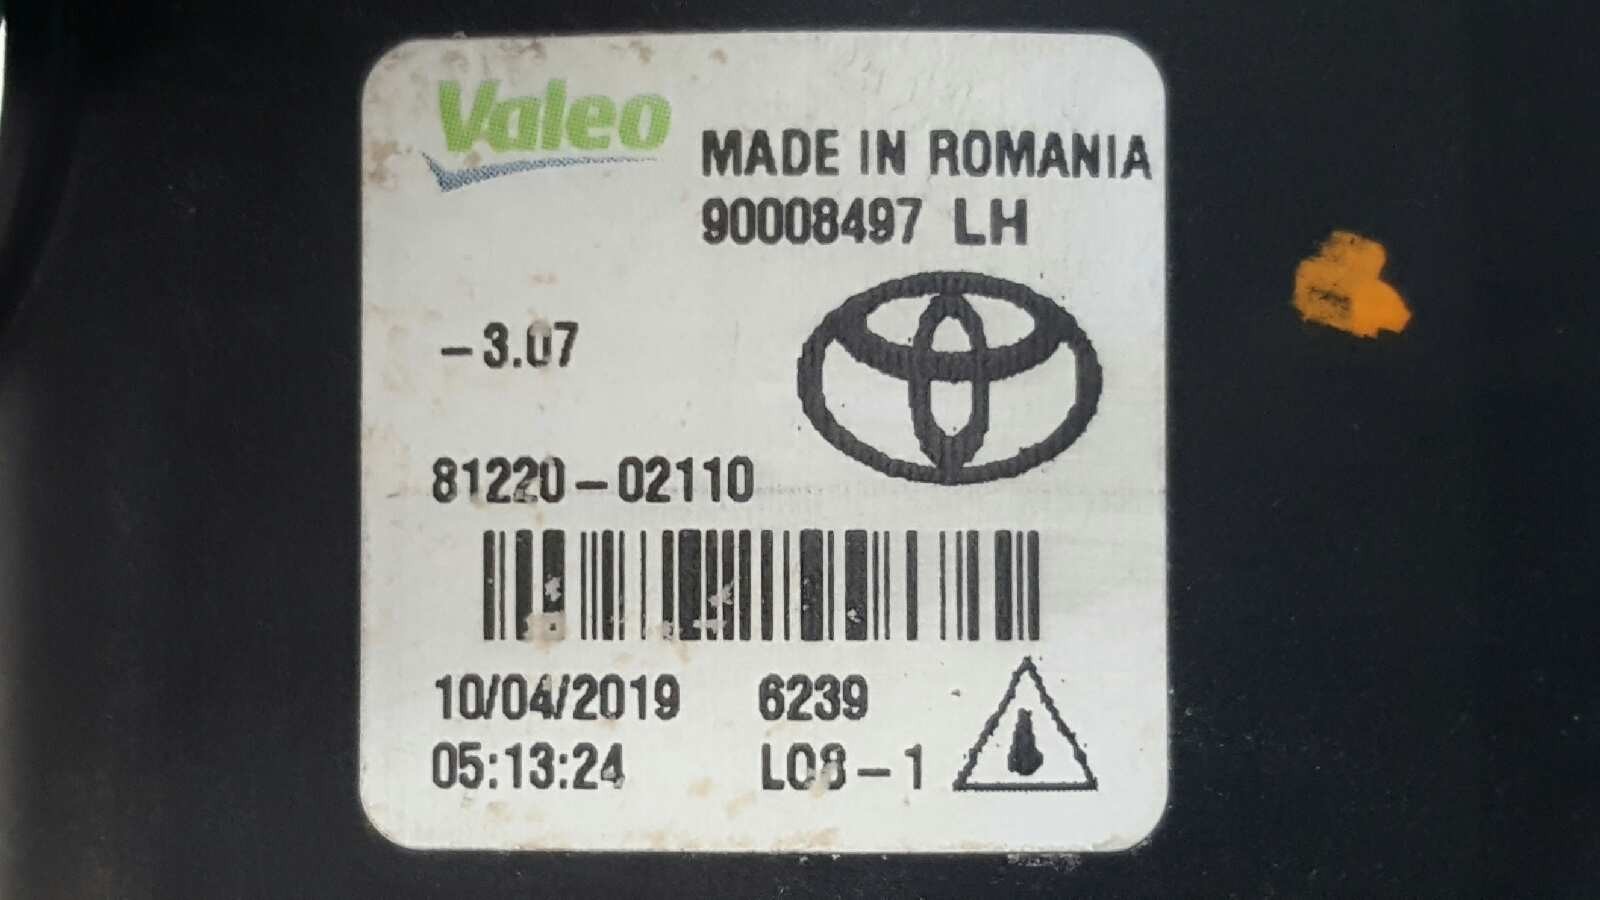 Valeo
MADE IN ROMANIA
90008497 LH
-3.07
81220-02110
10/04/2019 6239
05:13:24 L08-1